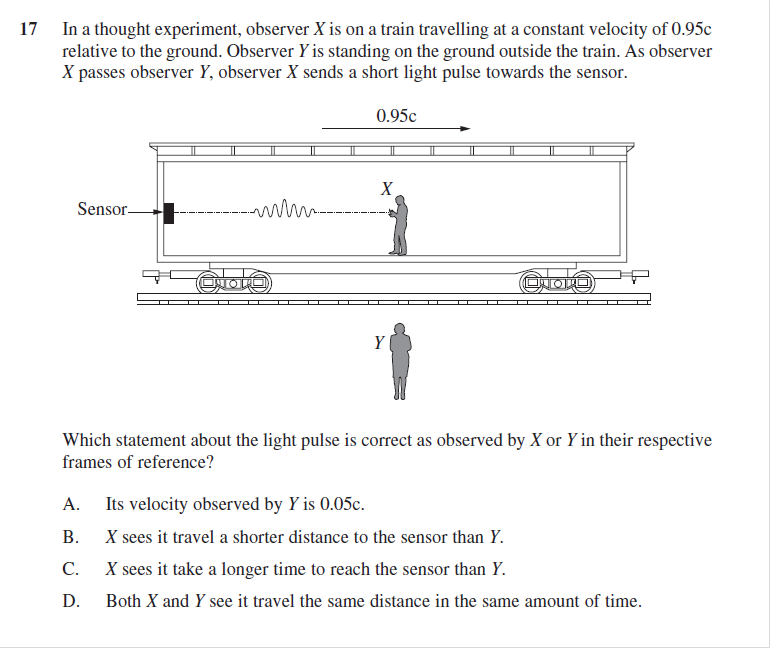 17 In a thought experiment, observer X is on a train travelling at a constant velocity of 0.95c
relative to the ground. Observer Y is standing on the ground outside the train. As observer
X passes observer Y, observer X sends a short light pulse towards the sensor.
0.95c
X
Sensor
Y
Which statement about the light pulse is correct as observed by X or Y in their respective
frames of reference?
A. Its velocity observed by Y is 0.05c.
B. X sees it travel a shorter distance to the sensor than Y.
C. X sees it take a longer time to reach the sensor than Y.
D. Both X and Y see it travel the same distance in the same amount of time.